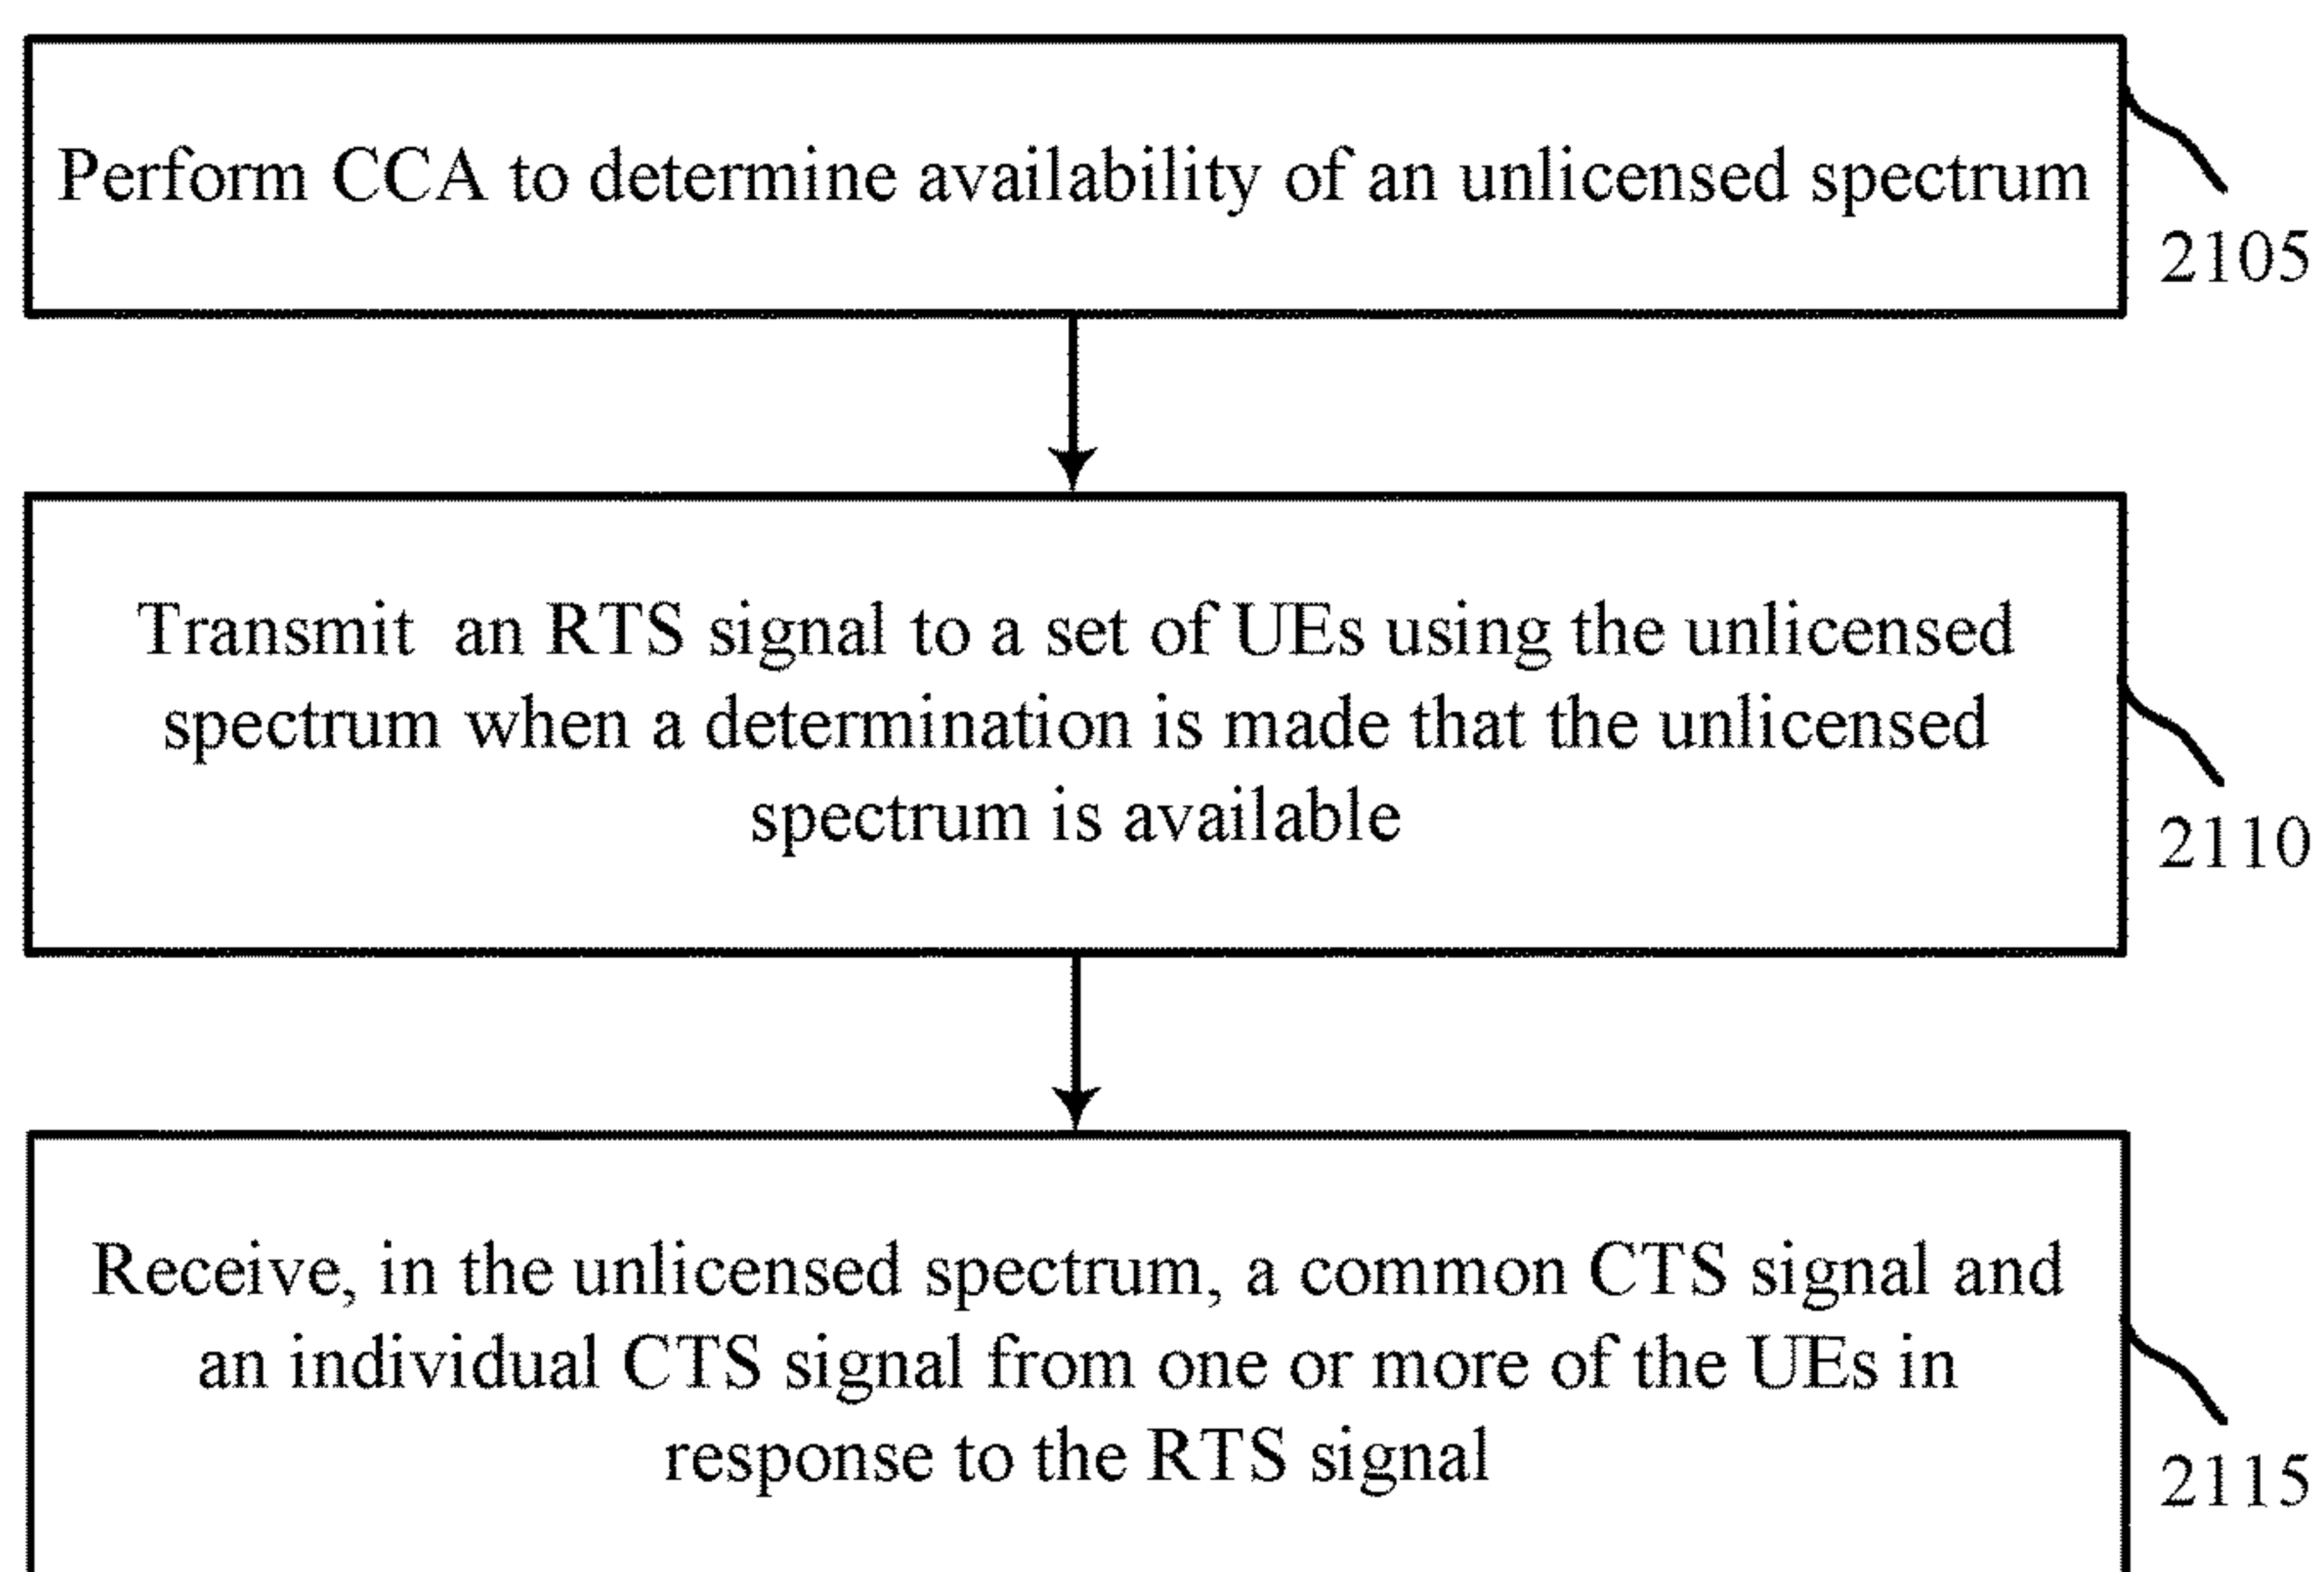 Perform CCA to determine availability of an unlicensed spectrum
2105
Transmit an RTS signal to a set of UEs using the unlicensed
spectrum when a determination is made that the unlicensed
spectrum is available
2110
Receive, in the unlicensed spectrum, a common CTS signal and
an individual CTS signal from one or more of the UEs in
response to the RTS signal
2115